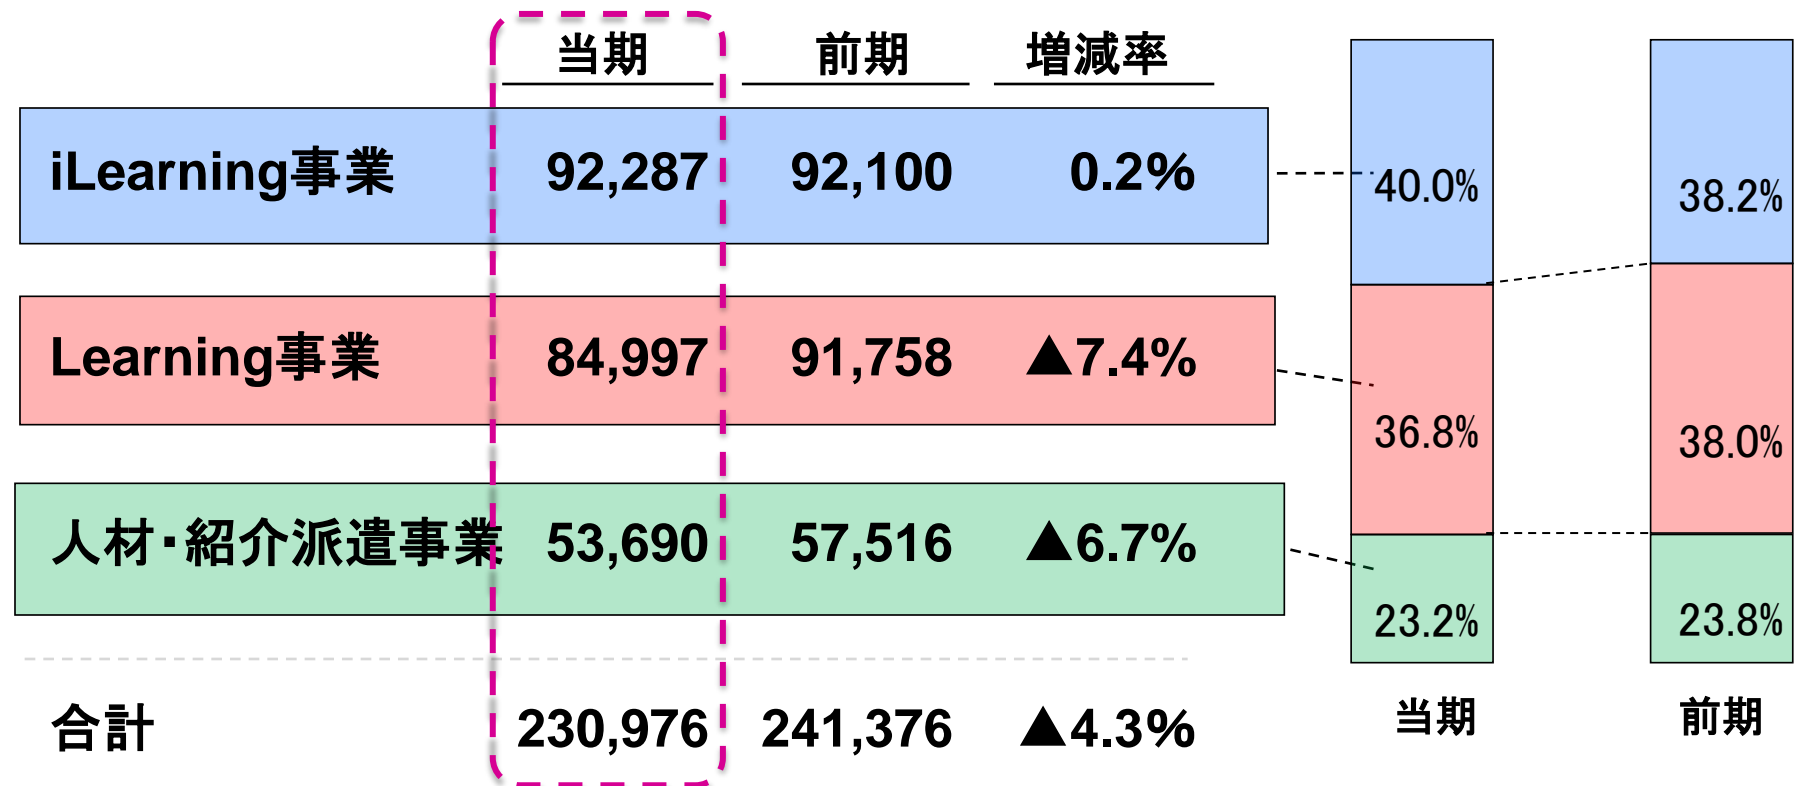 当期 前期 増減率
iLearning事業 92,287 92,100 0.2%
Learning事業 84,997 91,758 ▲7.4%
人材・紹介派遣事業 53,690 57,516 ▲6.7%
合計 230,976 241,376 ▲4.3%
40.0% 38.2%
36.8% 38.0%
23.2% 23.8%
当期 前期